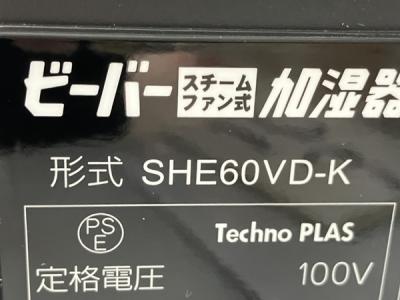 ビーバー スチームファン式 加湿器
形式 SHE60VD-K
PSE Techno PLAS
定格電圧 100V